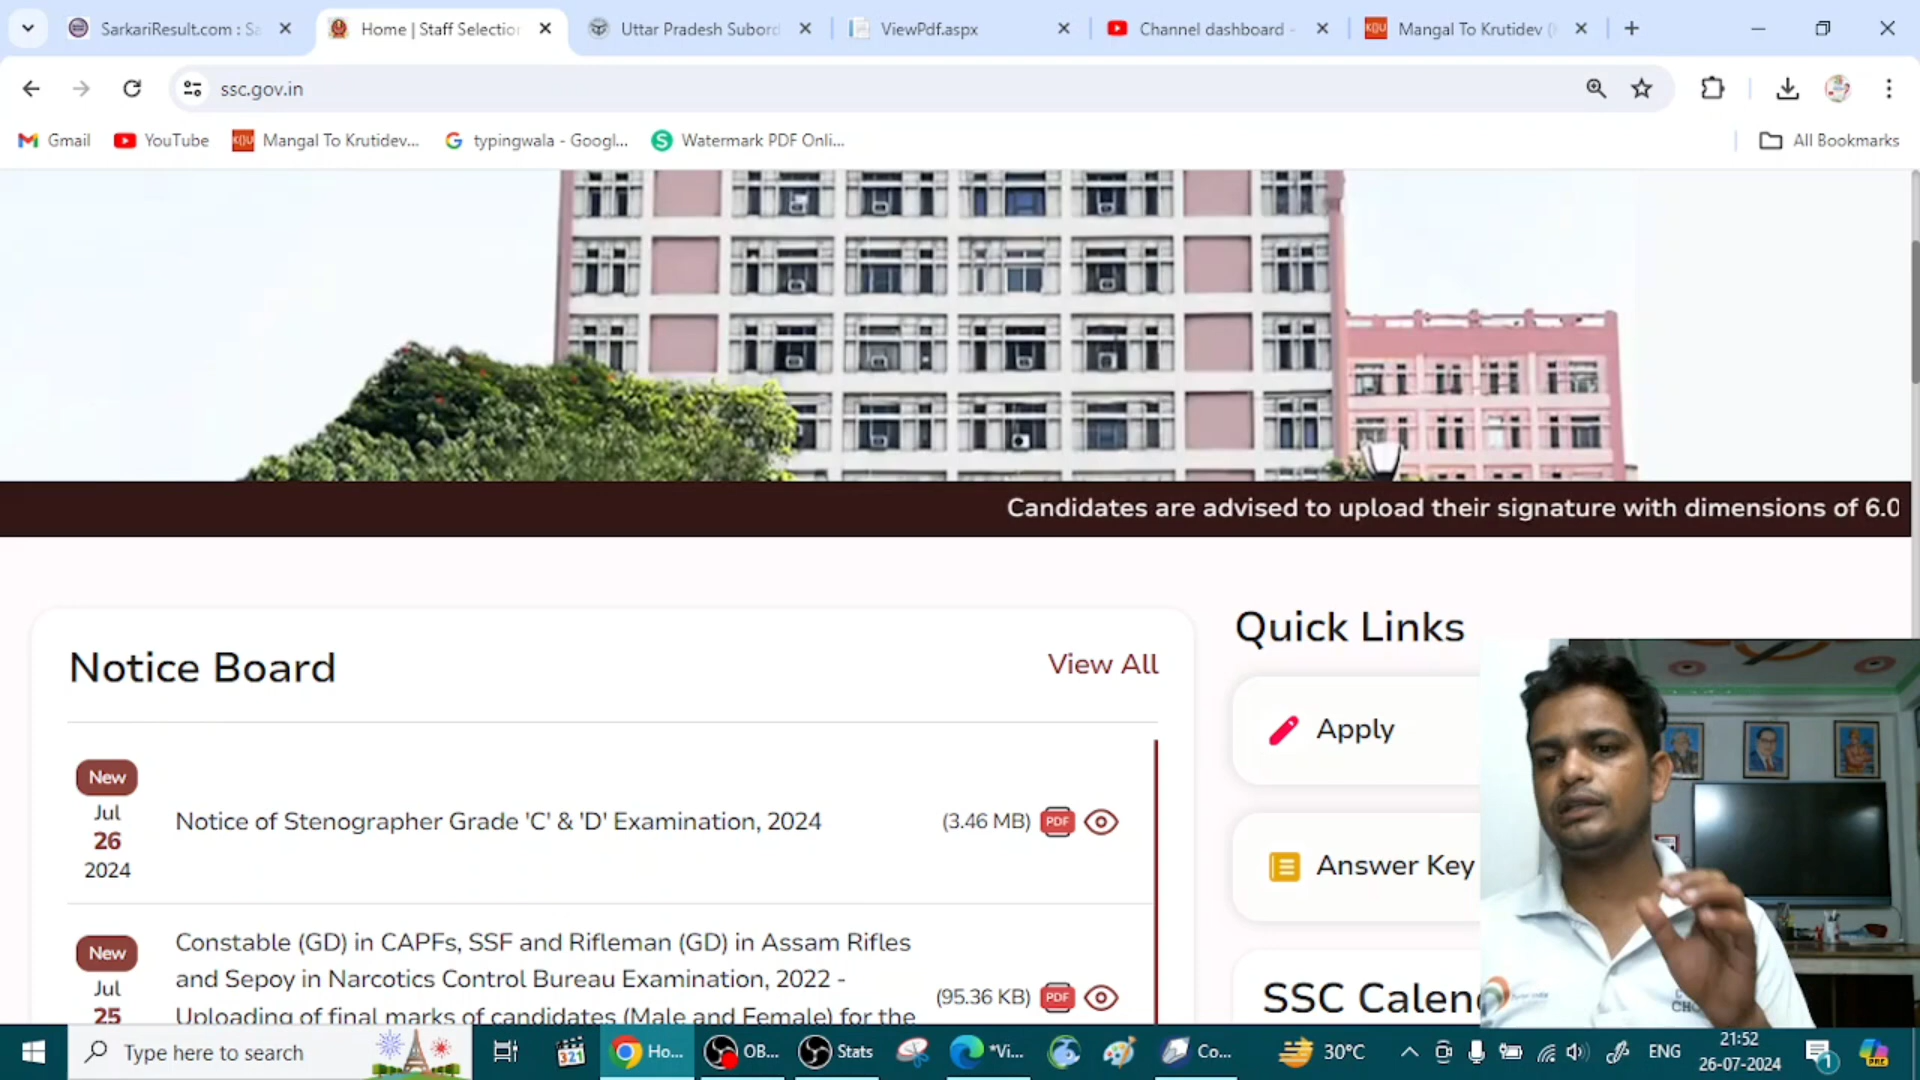 SarkariResult.com : Sa
Home | Staff Selection
Uttar Pradesh Subord
ViewPdf.aspx
Channel dashboard -
Mangal To Krutidev (
ssc.gov.in
Gmail
YouTube
Mangal To Krutidev...
typingwala - Googl...
Watermark PDF Onli...
All Bookmarks
Candidates are advised to upload their signature with dimensions of 6.0
Notice Board
View All
New
Jul
26
2024
Notice of Stenographer Grade 'C' & 'D' Examination, 2024
(3.46 MB)
PDF
New
Jul
25
Constable (GD) in CAPFs, SSF and Rifleman (GD) in Assam Rifles
and Sepoy in Narcotics Control Bureau Examination, 2022 -
Uploading of final marks of candidates (Male and Female) for the
(95.36 KB)
PDF
Quick Links
Apply
Answer Key
SSC Calen
Type here to search
321
Ho...
OB...
Stats
*Vi...
Co...
30°C
ENG
21:52
26-07-2024
1
PRE